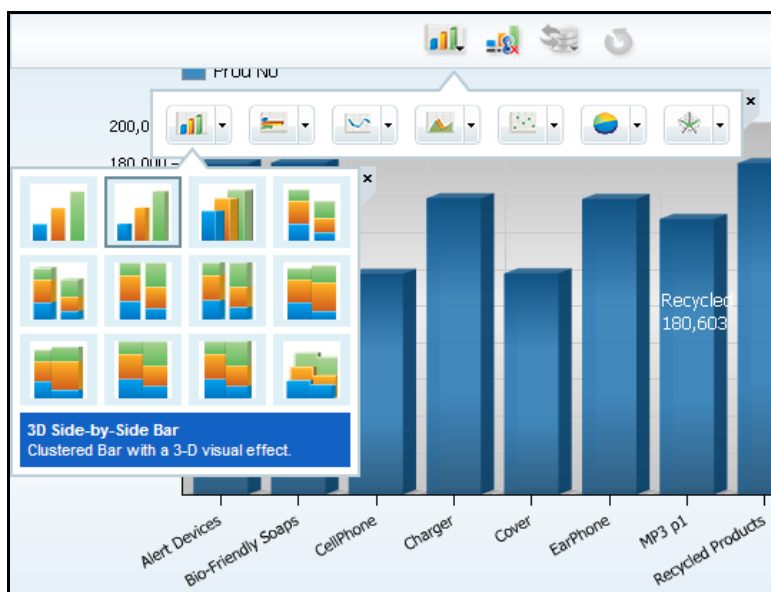 Prod No
200,0
180,000
Recycled
180,603
3D Side-by-Side Bar
Clustered Bar with a 3-D visual effect.
Alert Devices
Bio-Friendly Soaps
CellPhone
Charger
Cover
EarPhone
MP3 p1
Recycled Products